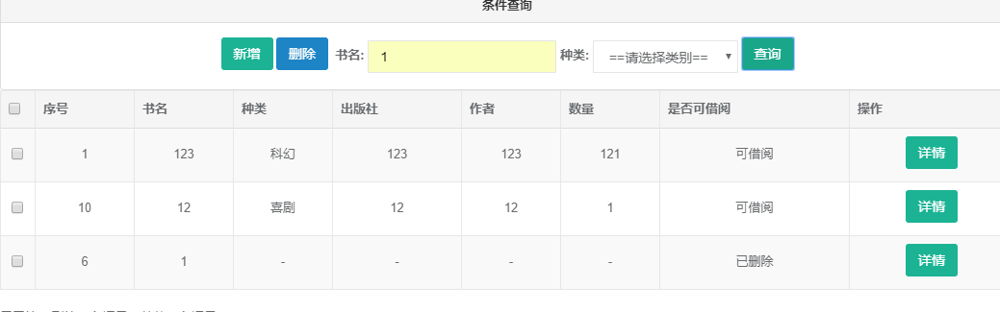 条件查询
新增 删除 书名: 1 种类: ==请选择类别== 查询
序号 书名 种类 出版社 作者 数量 是否可借阅 操作
1 123 科幻 123 123 121 可借阅 详情
10 12 喜剧 12 12 1 可借阅 详情
6 1 - - - - 已删除 详情